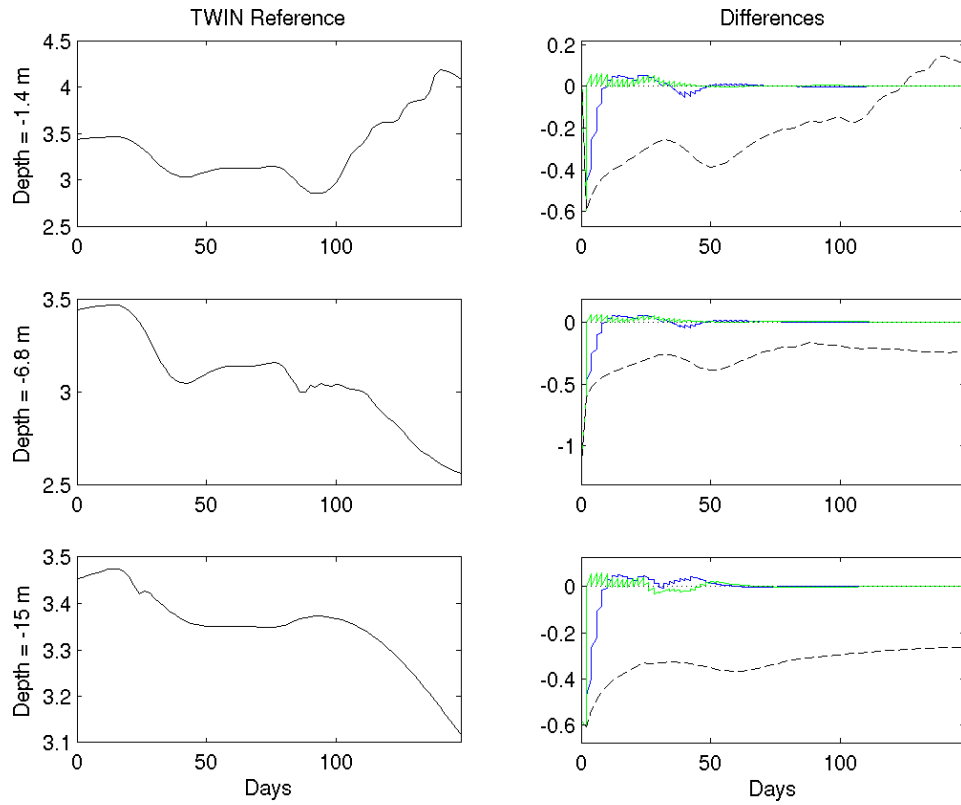 TWIN Reference
Differences
Depth = -1.4 m
4.5
4
3.5
3
2.5
0 50 100
0.2
0
-0.2
-0.4
-0.6
0 50 100
Depth = -6.8 m
3.5
3
2.5
0 50 100
0
-0.5
-1
0 50 100
Depth = -15 m
3.5
3.4
3.3
3.2
3.1
0 50 100
Days
0
-0.2
-0.4
-0.6
0 50 100
Days